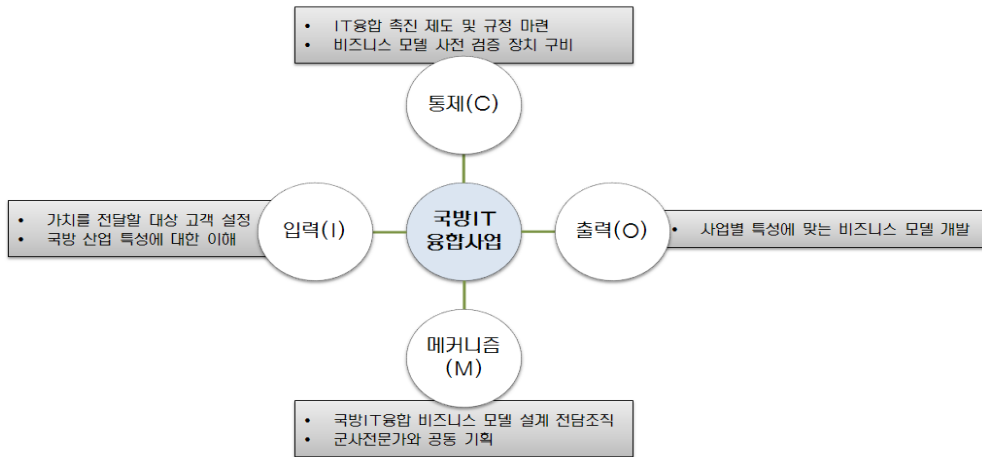 • IT융합 촉진 제도 및 규정 마련
• 비즈니스 모델 사전 검증 장치 구비
통제(C)
• 가치를 전달할 대상 고객 설정
• 국방 산업 특성에 대한 이해
입력(I)
국방IT
융합사업
출력(O)
• 사업별 특성에 맞는 비즈니스 모델 개발
메커니즘
(M)
• 국방IT융합 비즈니스 모델 설계 전담조직
• 군사전문가와 공동 기획